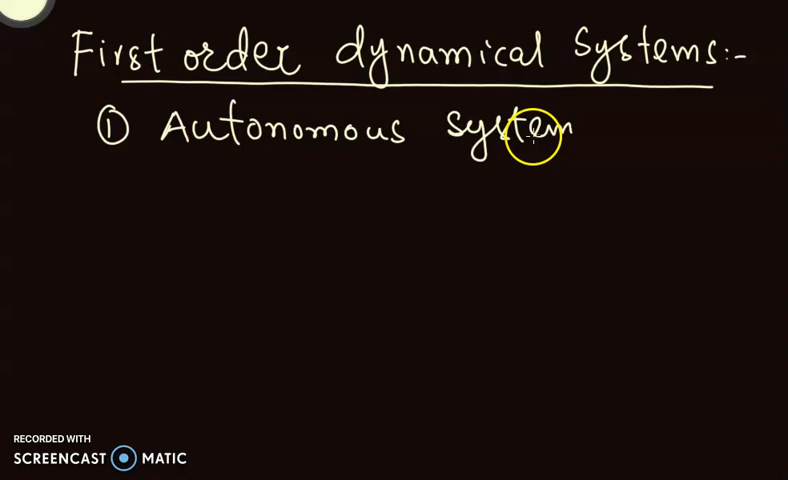 First order dynamical systems:-
① Autonomous system
RECORDED WITH
SCREENCAST MATIC